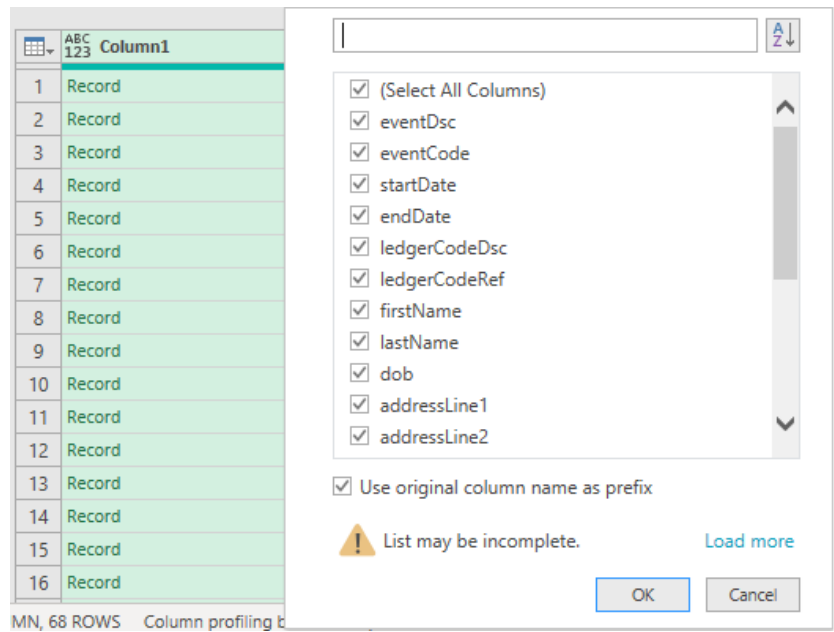 ABC
123 Column1
1 Record
2 Record
3 Record
4 Record
5 Record
6 Record
7 Record
8 Record
9 Record
10 Record
11 Record
12 Record
13 Record
14 Record
15 Record
16 Record
MN, 68 ROWS Column profiling b
A
Z
(Select All Columns)
eventDsc
eventCode
startDate
endDate
ledgerCodeDsc
ledgerCodeRef
firstName
lastName
dob
addressLine1
addressLine2
Use original column name as prefix
List may be incomplete. Load more
OK Cancel